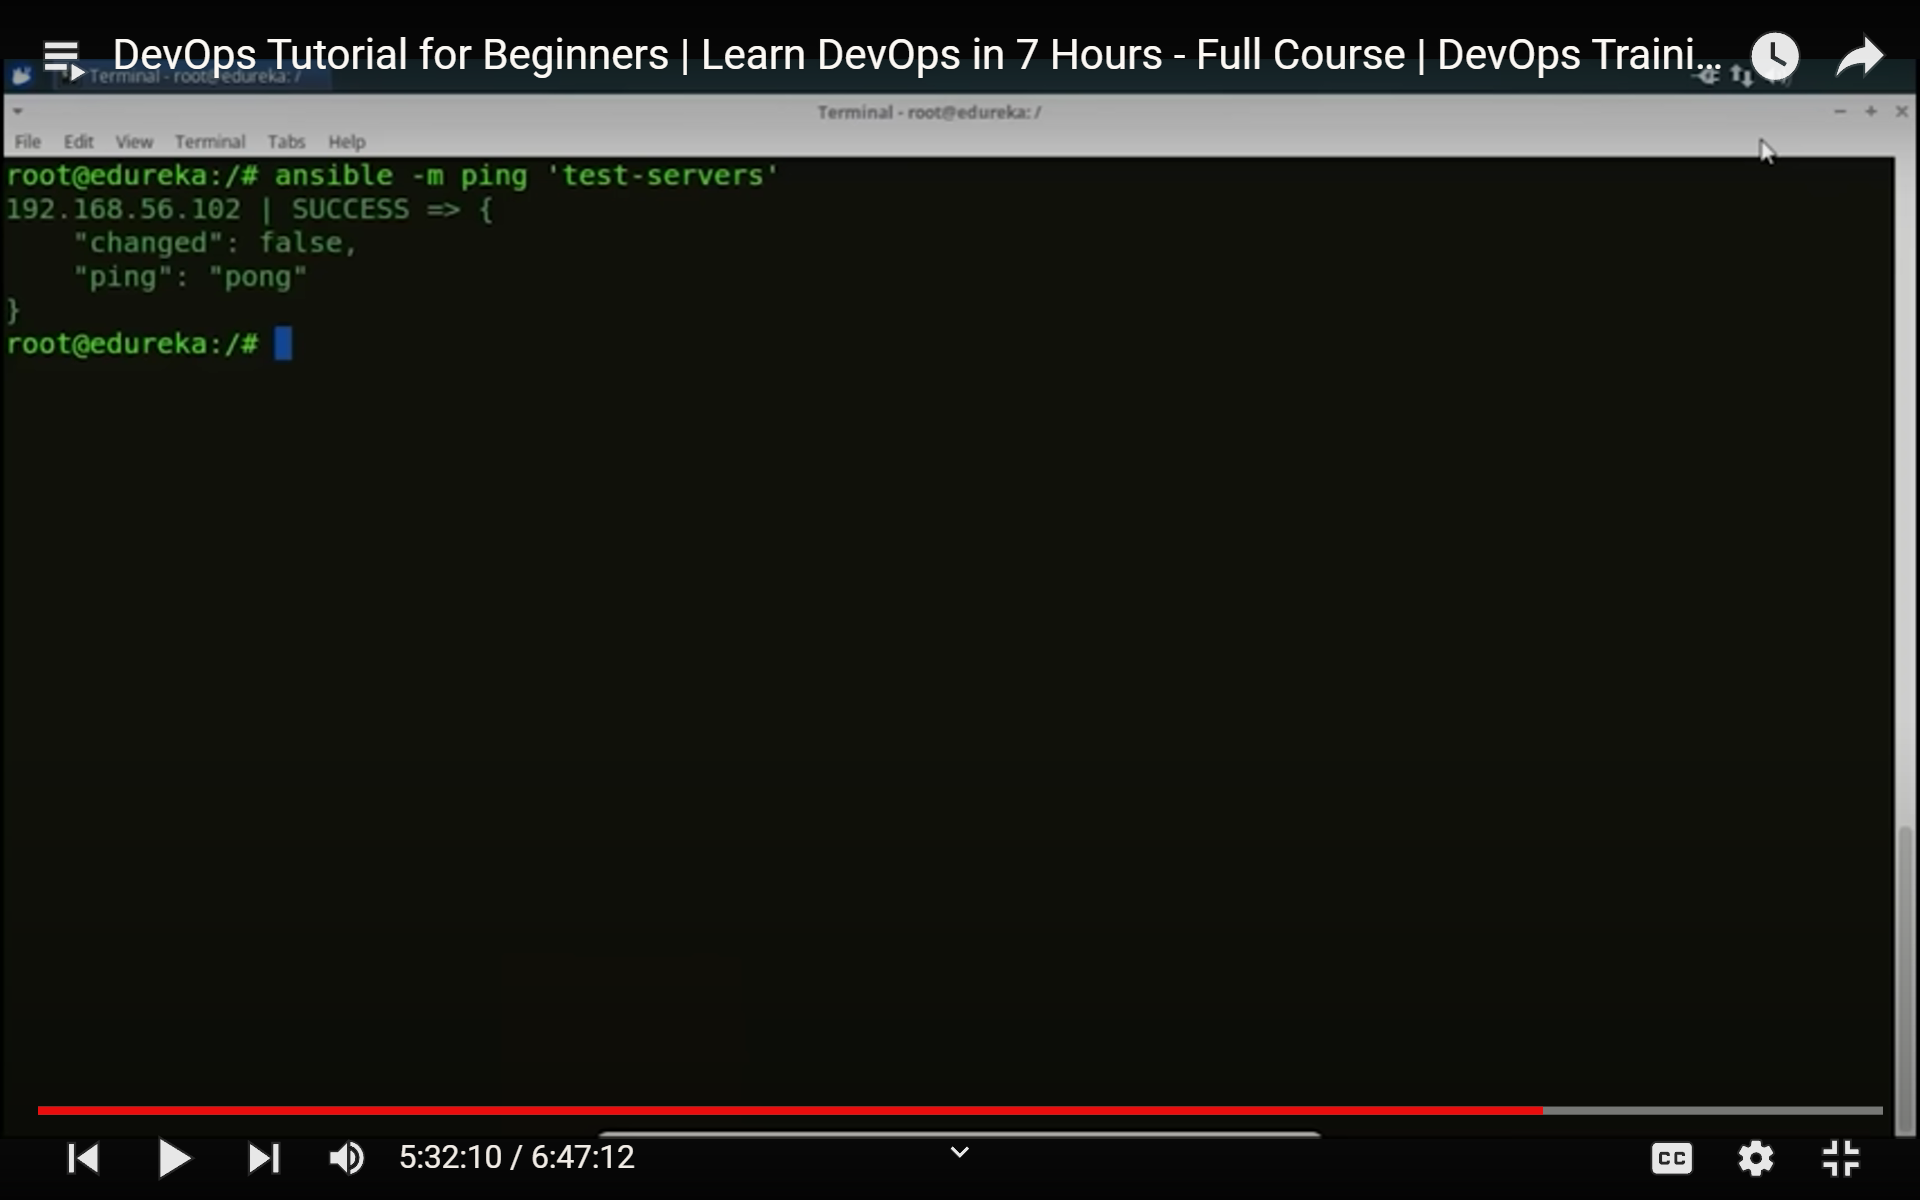 DevOps Tutorial for Beginners | Learn DevOps in 7 Hours - Full Course | DevOps Traini...
Terminal - root@edureka: /
Terminal - root@edureka: /
File Edit View Terminal Tabs Help
root@edureka:/# ansible -m ping 'test-servers'
192.168.56.102 | SUCCESS => {
    "changed": false,
    "ping": "pong"
}
root@edureka:/#
5:32:10 / 6:47:12
CC